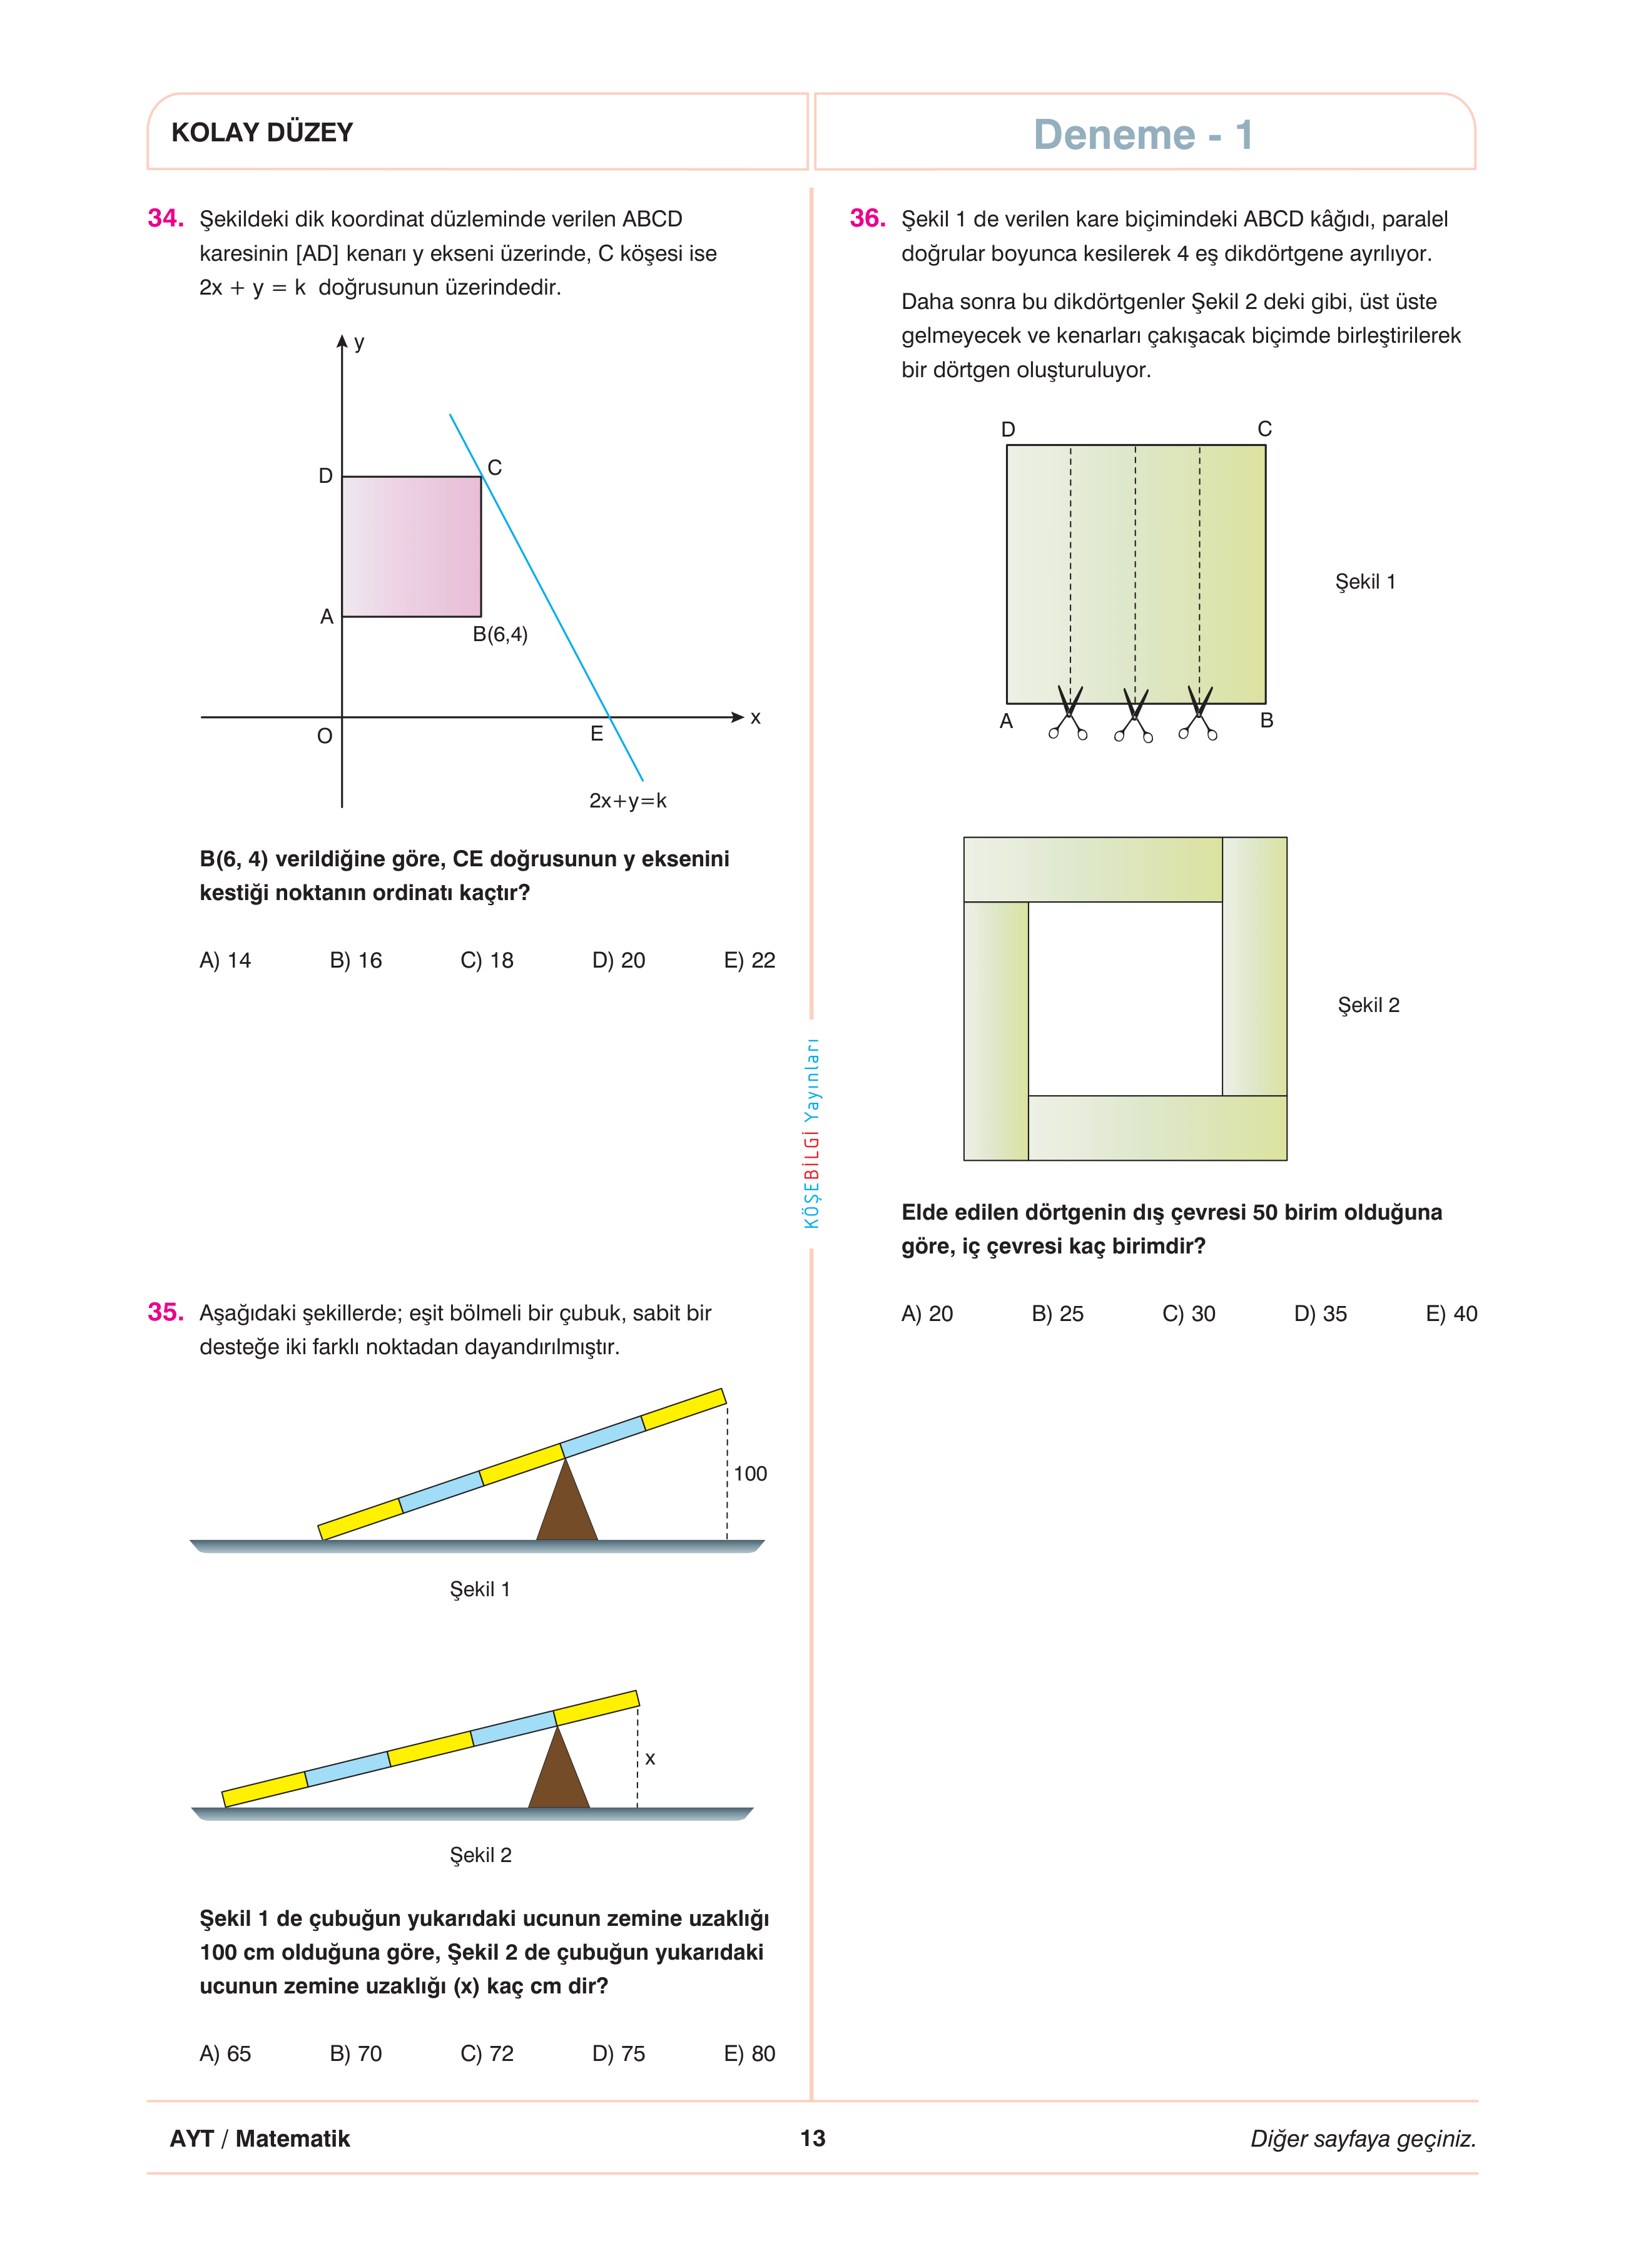 KOLAY DÜZEY
Deneme - 1
34. Şekildeki dik koordinat düzleminde verilen ABCD
karesinin [AD] kenarı y ekseni üzerinde, C köşesi ise
2x + y = k doğrusunun üzerindedir.
y
D
C
A
B(6,4)
x
O
E
2x+y=k
B(6, 4) verildiğine göre, CE doğrusunun y eksenini
kestiği noktanın ordinatı kaçtır?
A) 14 B) 16 C) 18 D) 20 E) 22
35. Aşağıdaki şekillerde; eşit bölmeli bir çubuk, sabit bir
desteğe iki farklı noktadan dayandırılmıştır.
100
Şekil 1
x
Şekil 2
Şekil 1 de çubuğun yukarıdaki ucunun zemine uzaklığı
100 cm olduğuna göre, Şekil 2 de çubuğun yukarıdaki
ucunun zemine uzaklığı (x) kaç cm dir?
A) 65 B) 70 C) 72 D) 75 E) 80
KÖŞEBİLGİ Yayınları
36. Şekil 1 de verilen kare biçimindeki ABCD kâğıdı, paralel
doğrular boyunca kesilerek 4 eş dikdörtgene ayrılıyor.
Daha sonra bu dikdörtgenler Şekil 2 deki gibi, üst üste
gelmeyecek ve kenarları çakışacak biçimde birleştirilerek
bir dörtgen oluşturuluyor.
D C
Şekil 1
A B
Şekil 2
Elde edilen dörtgenin dış çevresi 50 birim olduğuna
göre, iç çevresi kaç birimdir?
A) 20 B) 25 C) 30 D) 35 E) 40
AYT / Matematik
13
Diğer sayfaya geçiniz.